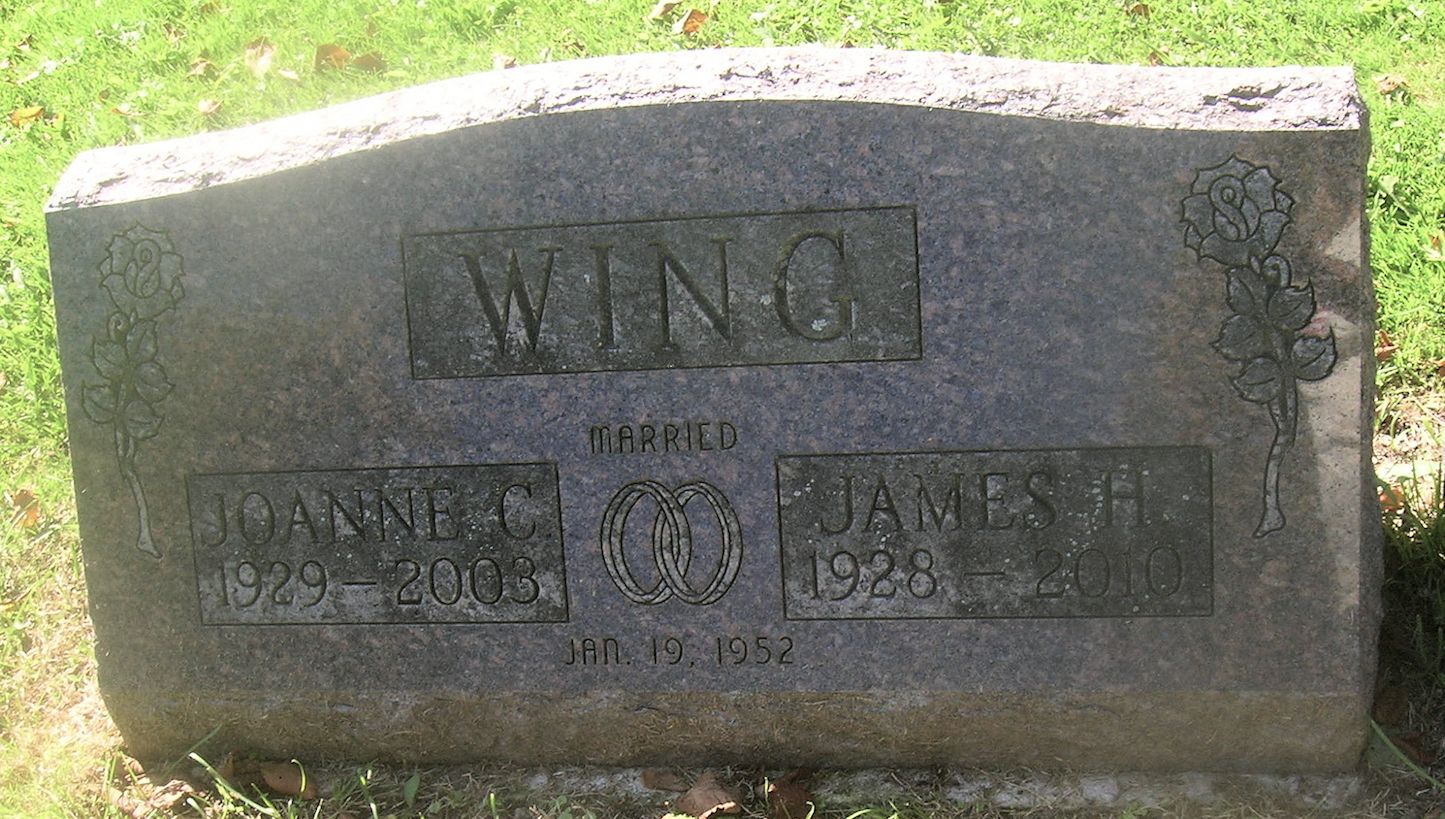 WING
MARRIED
JOANNE C.
1929 – 2003
JAMES H.
1928 – 2010
JAN. 19, 1952